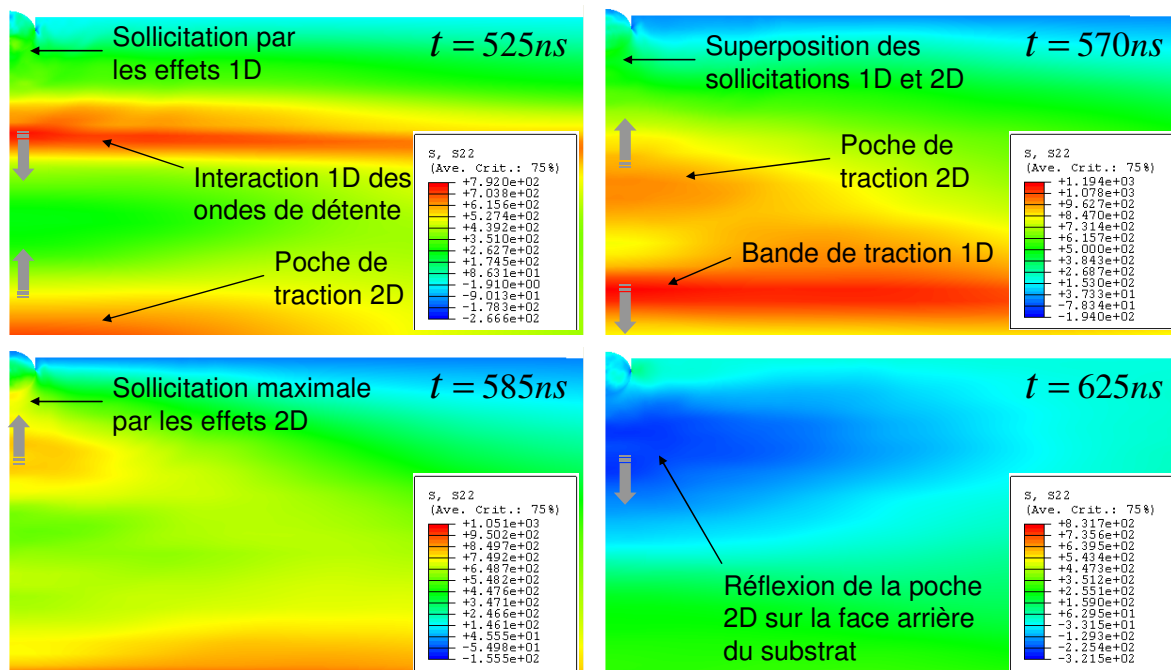 Sollicitation par
les effets 1D
t = 525ns
Interaction 1D des
ondes de détente
Poche de
traction 2D
S, S22
(Ave. Crit.: 75%)
+7.920e+02
+7.038e+02
+6.156e+02
+5.274e+02
+4.392e+02
+3.510e+02
+2.627e+02
+1.745e+02
+8.631e+01
-1.910e+00
-9.013e+01
-1.783e+02
-2.666e+02
Superposition des
sollicitations 1D et 2D
t = 570ns
Poche de
traction 2D
Bande de traction 1D
S, S22
(Ave. Crit.: 75%)
+1.194e+03
+1.078e+03
+9.627e+02
+8.470e+02
+7.314e+02
+6.157e+02
+5.000e+02
+3.843e+02
+2.687e+02
+1.530e+02
+3.733e+01
-7.834e+01
-1.940e+02
Sollicitation maximale
par les effets 2D
t = 585ns
S, S22
(Ave. Crit.: 75%)
+1.051e+03
+9.502e+02
+8.497e+02
+7.492e+02
+6.487e+02
+5.482e+02
+4.476e+02
+3.471e+02
+2.466e+02
+1.461e+02
+4.555e+01
-5.498e+01
-1.555e+02
t = 625ns
Réflexion de la poche
2D sur la face arrière
du substrat
S, S22
(Ave. Crit.: 75%)
+8.317e+02
+7.356e+02
+6.395e+02
+5.434e+02
+4.473e+02
+3.512e+02
+2.551e+02
+1.590e+02
+6.295e+01
-3.315e+01
-1.293e+02
-2.254e+02
-3.215e+02